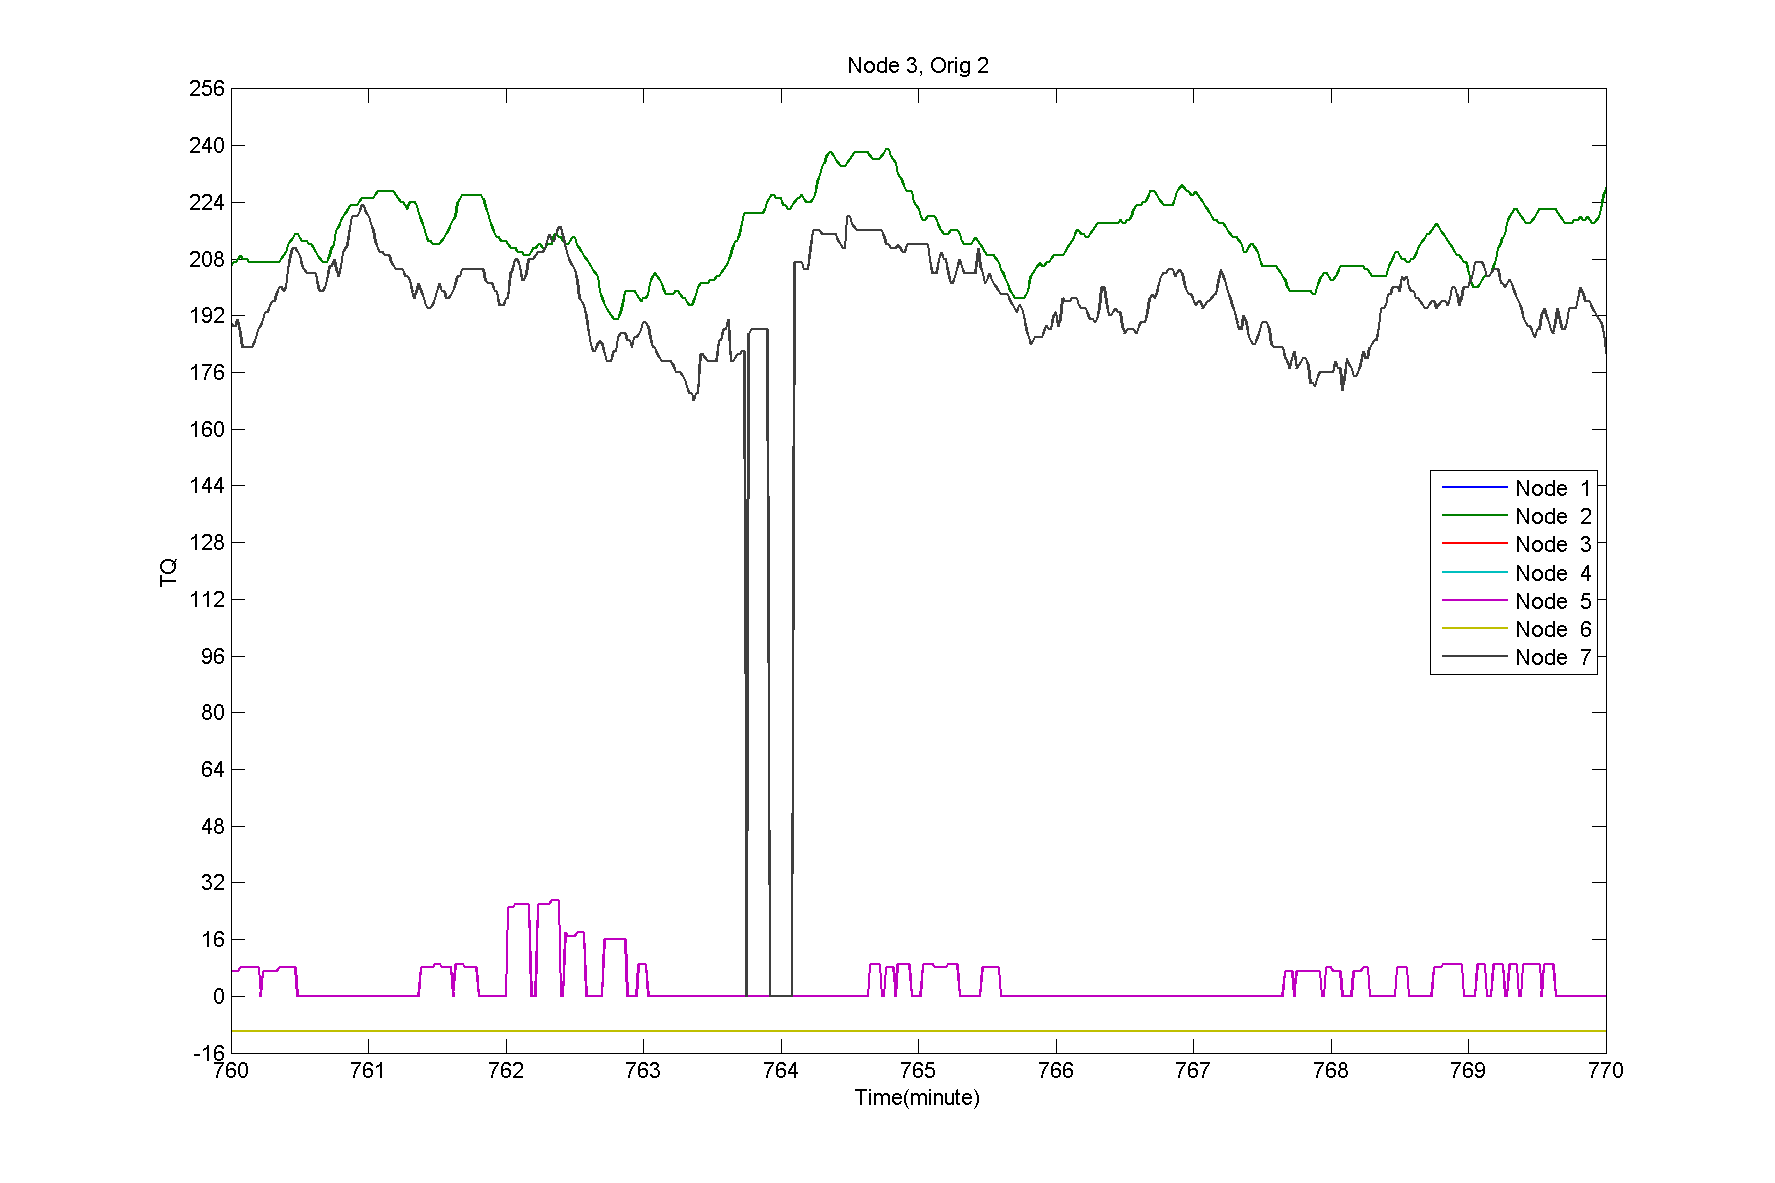 Node 3, Orig 2
256
240
224
208
192
176
160
144
128
112
96
80
64
48
32
16
0
-16
TQ
Node 1
Node 2
Node 3
Node 4
Node 5
Node 6
Node 7
760 761 762 763 764 765 766 767 768 769 770
Time(minute)